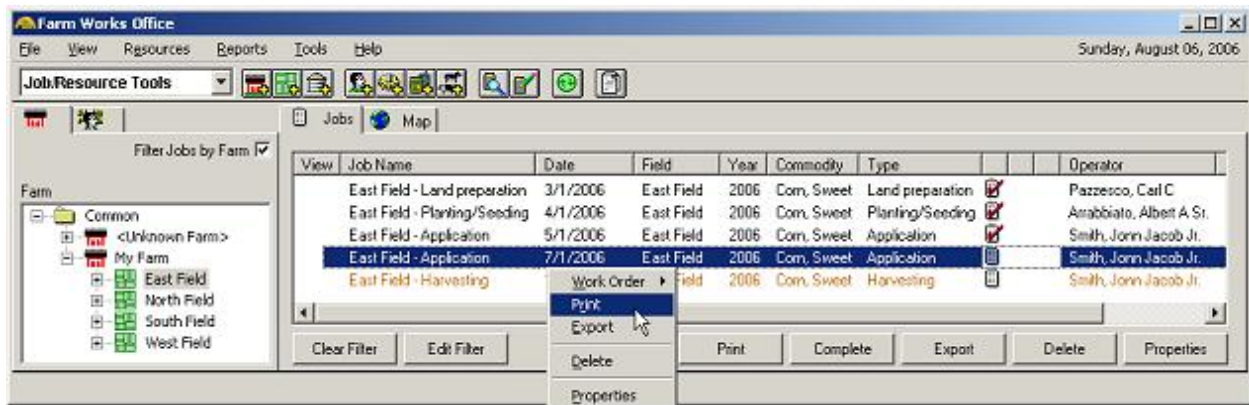 Farm Works Office
File View Resources Reports Tools Help Sunday, August 06, 2006
Job/Resource Tools
Jobs Map
Filter Jobs by Farm
View Job Name Date Field Year Commodity Type Operator
East Field - Land preparation 3/1/2006 East Field 2006 Corn, Sweet Land preparation Pazzesco, Carl C
Farm
East Field - Planting/Seeding 4/1/2006 East Field 2006 Corn, Sweet Planting/Seeding Arrabbiato, Albert A Sr.
Common
East Field - Application 5/1/2006 East Field 2006 Corn, Sweet Application Smith, Jonn Jacob Jr.
<Unknown Farm>
East Field - Application 7/1/2006 East Field 2006 Corn, Sweet Application Smith, Jonn Jacob Jr.
My Farm
East Field - Harvesting Field 2006 Corn, Sweet Harvesting Smith, Jonn Jacob Jr.
East Field
North Field
South Field
West Field
Work Order
Print
Export
Delete
Properties
Clear Filter Edit Filter Print Complete Export Delete Properties